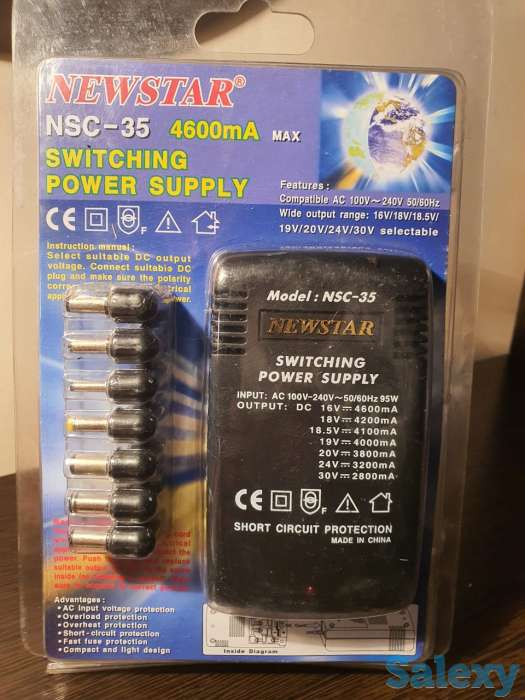 NEWSTAR®
NSC-35 4600mA MAX
SWITCHING
POWER SUPPLY
Features :
Compatible AC 100V~240V 50/60Hz
Wide output range: 16V/18V/18.5V/
19V/20V/24V/30V selectable
CE F
Instruction manual :
Select suitable DC output
voltage. Connect suitable DC
plug and make sure the polarity
Model : NSC-35
NEWSTAR
SWITCHING
POWER SUPPLY
INPUT: AC 100V-240V~50/60Hz 95W
OUTPUT: DC 16V⎓4600mA
18V⎓4200mA
18.5V⎓4100mA
19V⎓4000mA
20V⎓3800mA
24V⎓3200mA
30V⎓2800mA
CE F
SHORT CIRCUIT PROTECTION
MADE IN CHINA
Advantages :
• AC input voltage protection
• Overload protection
• Overheat protection
• Short-circuit protection
• Fast fuse protection
• Compact and light design
Inside Diagram
Salexy